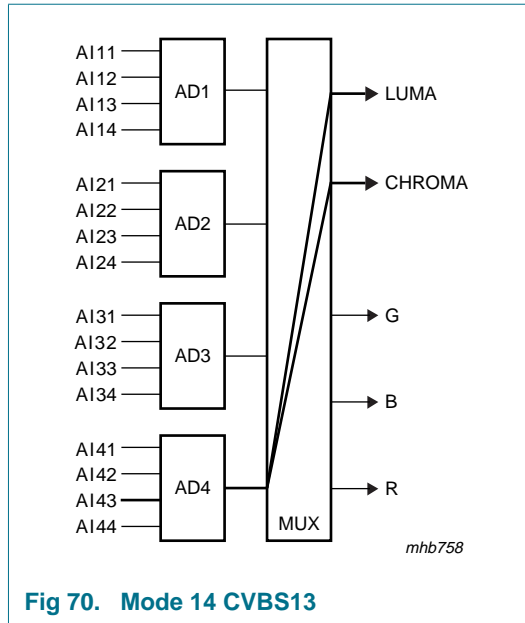 AI11
AI12
AI13
AI14
AD1
AI21
AI22
AI23
AI24
AD2
AI31
AI32
AI33
AI34
AD3
AI41
AI42
AI43
AI44
AD4
MUX
LUMA
CHROMA
G
B
R
mhb758
Fig 70. Mode 14 CVBS13